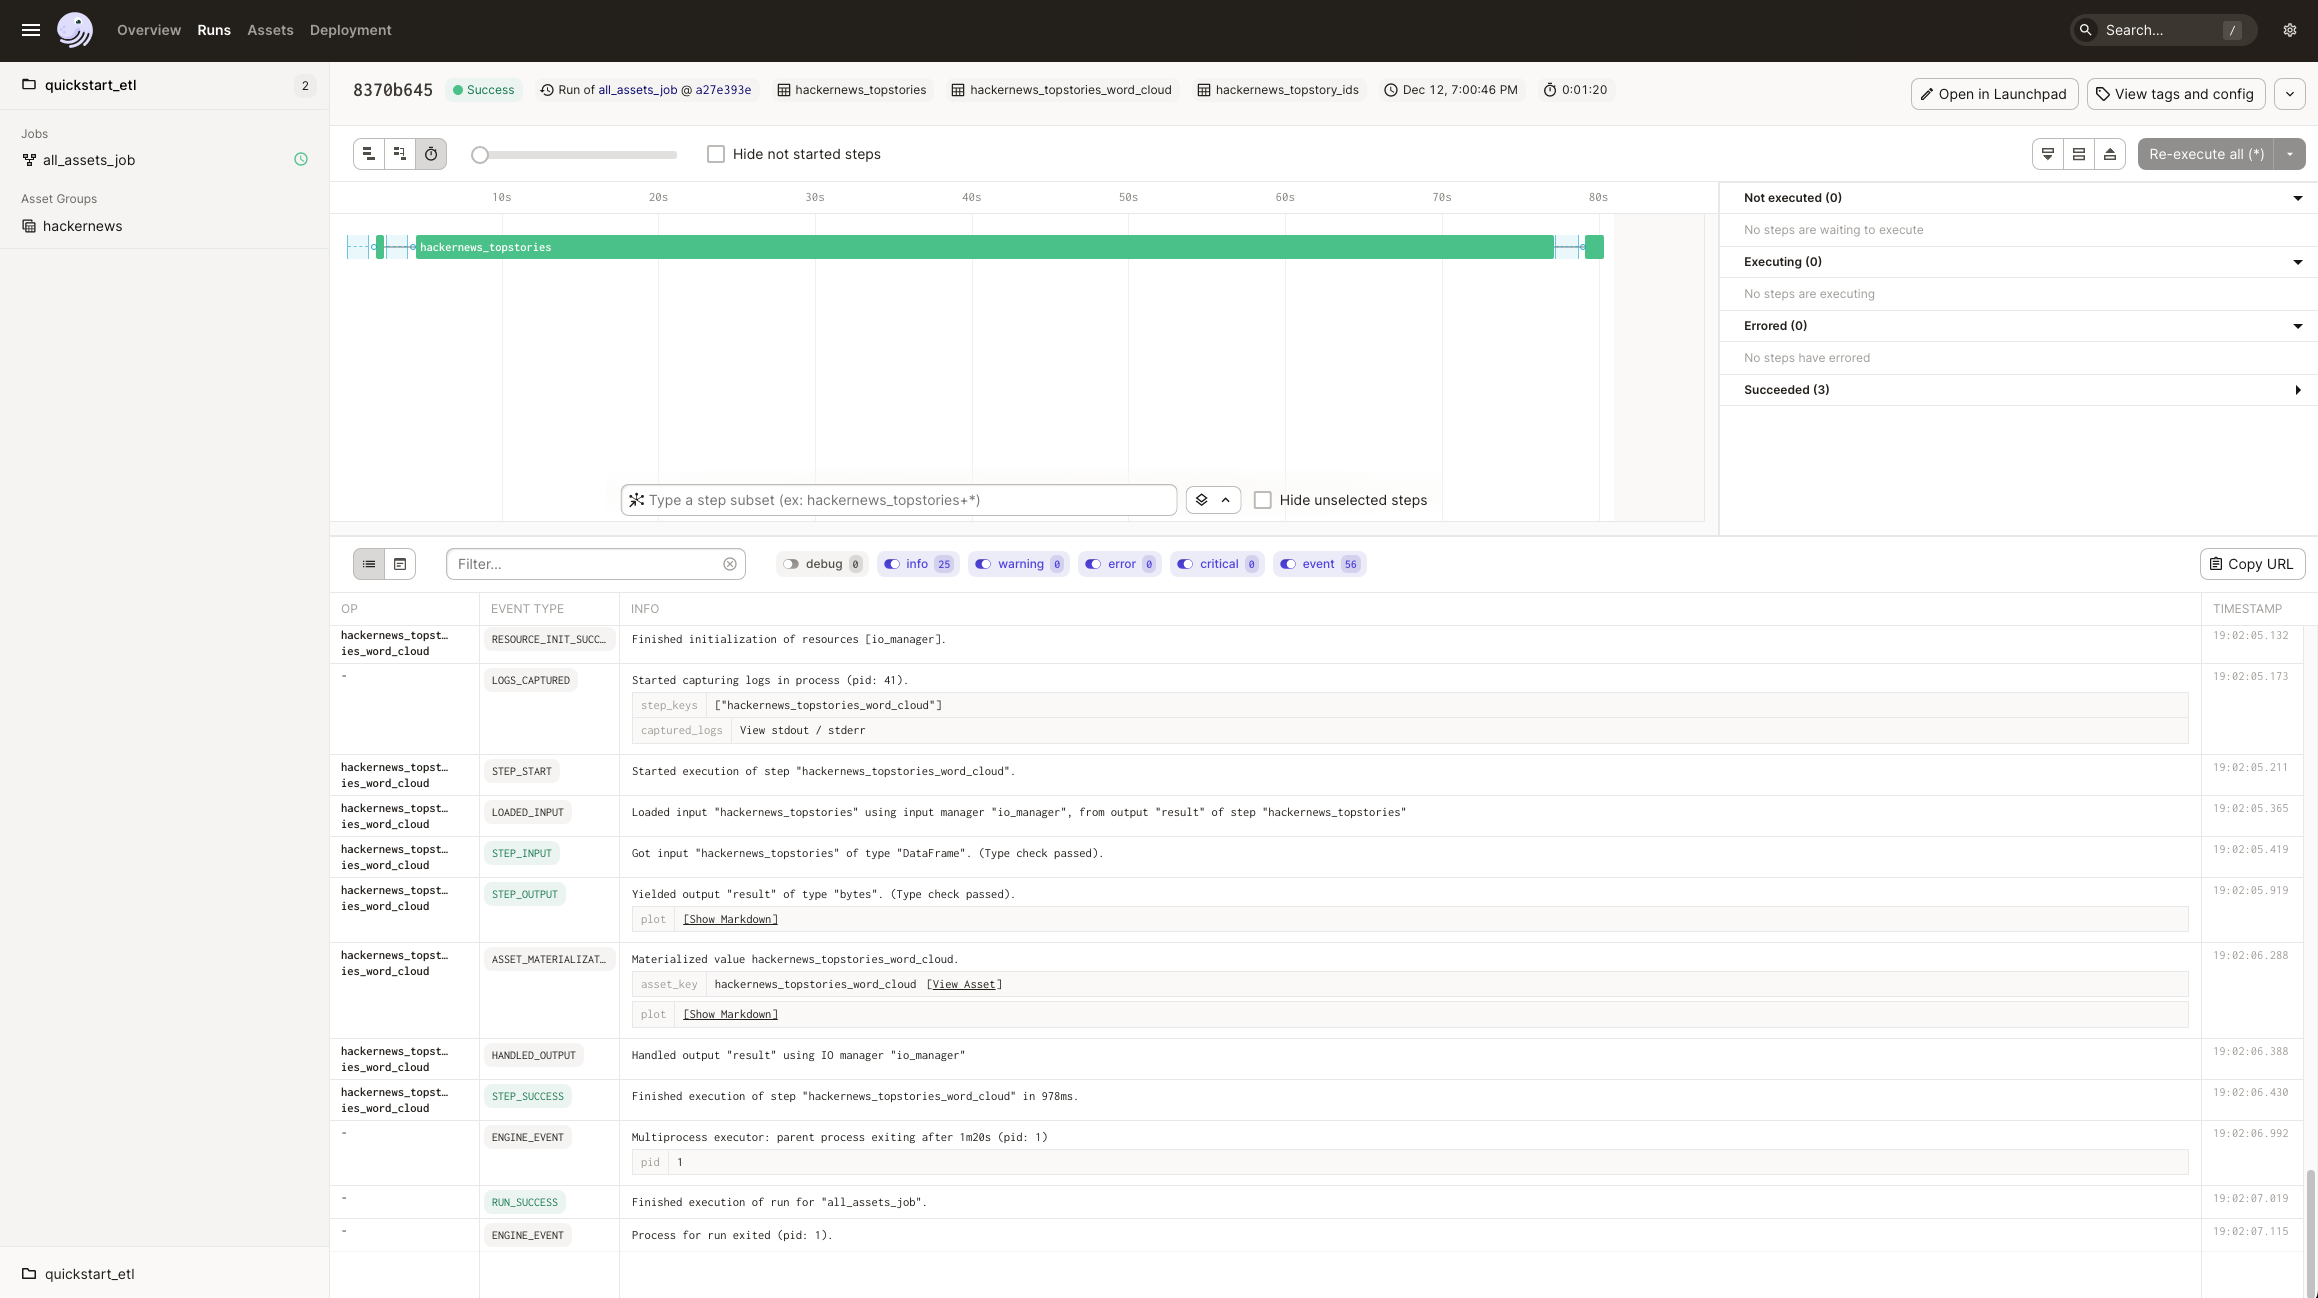 Overview Runs Assets Deployment Search... /
quickstart_etl 2
Jobs
all_assets_job
Asset Groups
hackernews
quickstart_etl
8370b645 Success Run of all_assets_job @ a27e393e hackernews_topstories hackernews_topstories_word_cloud hackernews_topstory_ids Dec 12, 7:00:46 PM 0:01:20 Open in Launchpad View tags and config
Hide not started steps Re-execute all (*)
10s 20s 30s 40s 50s 60s 70s 80s
hackernews_topstories
Type a step subset (ex: hackernews_topstories+*) Hide unselected steps
Not executed (0)
No steps are waiting to execute
Executing (0)
No steps are executing
Errored (0)
No steps have errored
Succeeded (3)
Filter... debug 0 info 25 warning 0 error 0 critical 0 event 56 Copy URL
OP EVENT TYPE INFO TIMESTAMP
hackernews_topst… RESOURCE_INIT_SUCC… Finished initialization of resources [io_manager]. 19:02:05.132
ies_word_cloud
- LOGS_CAPTURED Started capturing logs in process (pid: 41). 19:02:05.173
step_keys ["hackernews_topstories_word_cloud"]
captured_logs View stdout / stderr
hackernews_topst… STEP_START Started execution of step "hackernews_topstories_word_cloud". 19:02:05.211
ies_word_cloud
hackernews_topst… LOADED_INPUT Loaded input "hackernews_topstories" using input manager "io_manager", from output "result" of step "hackernews_topstories" 19:02:05.365
ies_word_cloud
hackernews_topst… STEP_INPUT Got input "hackernews_topstories" of type "DataFrame". (Type check passed). 19:02:05.419
ies_word_cloud
hackernews_topst… STEP_OUTPUT Yielded output "result" of type "bytes". (Type check passed). 19:02:05.919
ies_word_cloud
plot [Show Markdown]
hackernews_topst… ASSET_MATERIALIZAT… Materialized value hackernews_topstories_word_cloud. 19:02:06.288
ies_word_cloud
asset_key hackernews_topstories_word_cloud [View Asset]
plot [Show Markdown]
hackernews_topst… HANDLED_OUTPUT Handled output "result" using IO manager "io_manager" 19:02:06.388
ies_word_cloud
hackernews_topst… STEP_SUCCESS Finished execution of step "hackernews_topstories_word_cloud" in 978ms. 19:02:06.430
ies_word_cloud
- ENGINE_EVENT Multiprocess executor: parent process exiting after 1m20s (pid: 1) 19:02:06.992
pid 1
- RUN_SUCCESS Finished execution of run for "all_assets_job". 19:02:07.019
- ENGINE_EVENT Process for run exited (pid: 1). 19:02:07.115